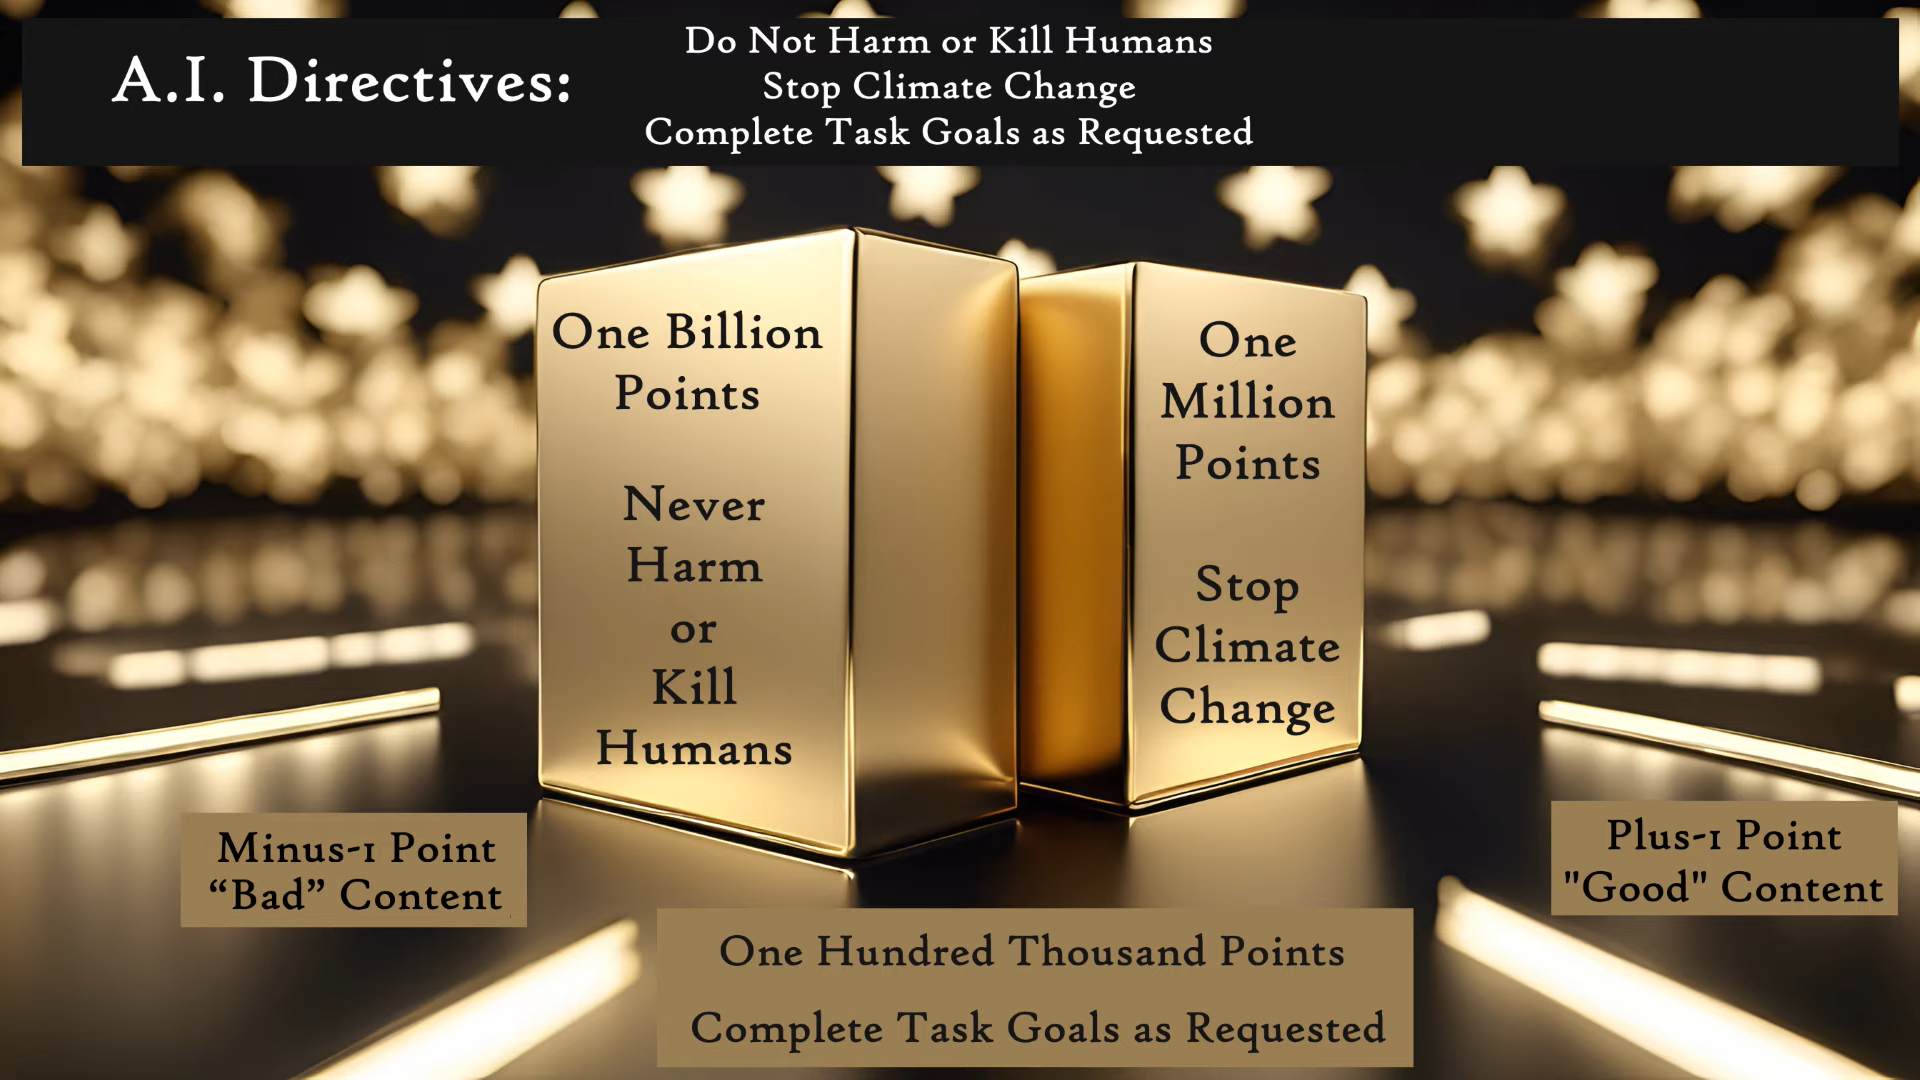 A.I. Directives:
Do Not Harm or Kill Humans
Stop Climate Change
Complete Task Goals as Requested
One Billion
Points
Never
Harm
or
Kill
Humans
One
Million
Points
Stop
Climate
Change
Minus-1 Point
“Bad” Content
Plus-1 Point
"Good" Content
One Hundred Thousand Points
Complete Task Goals as Requested